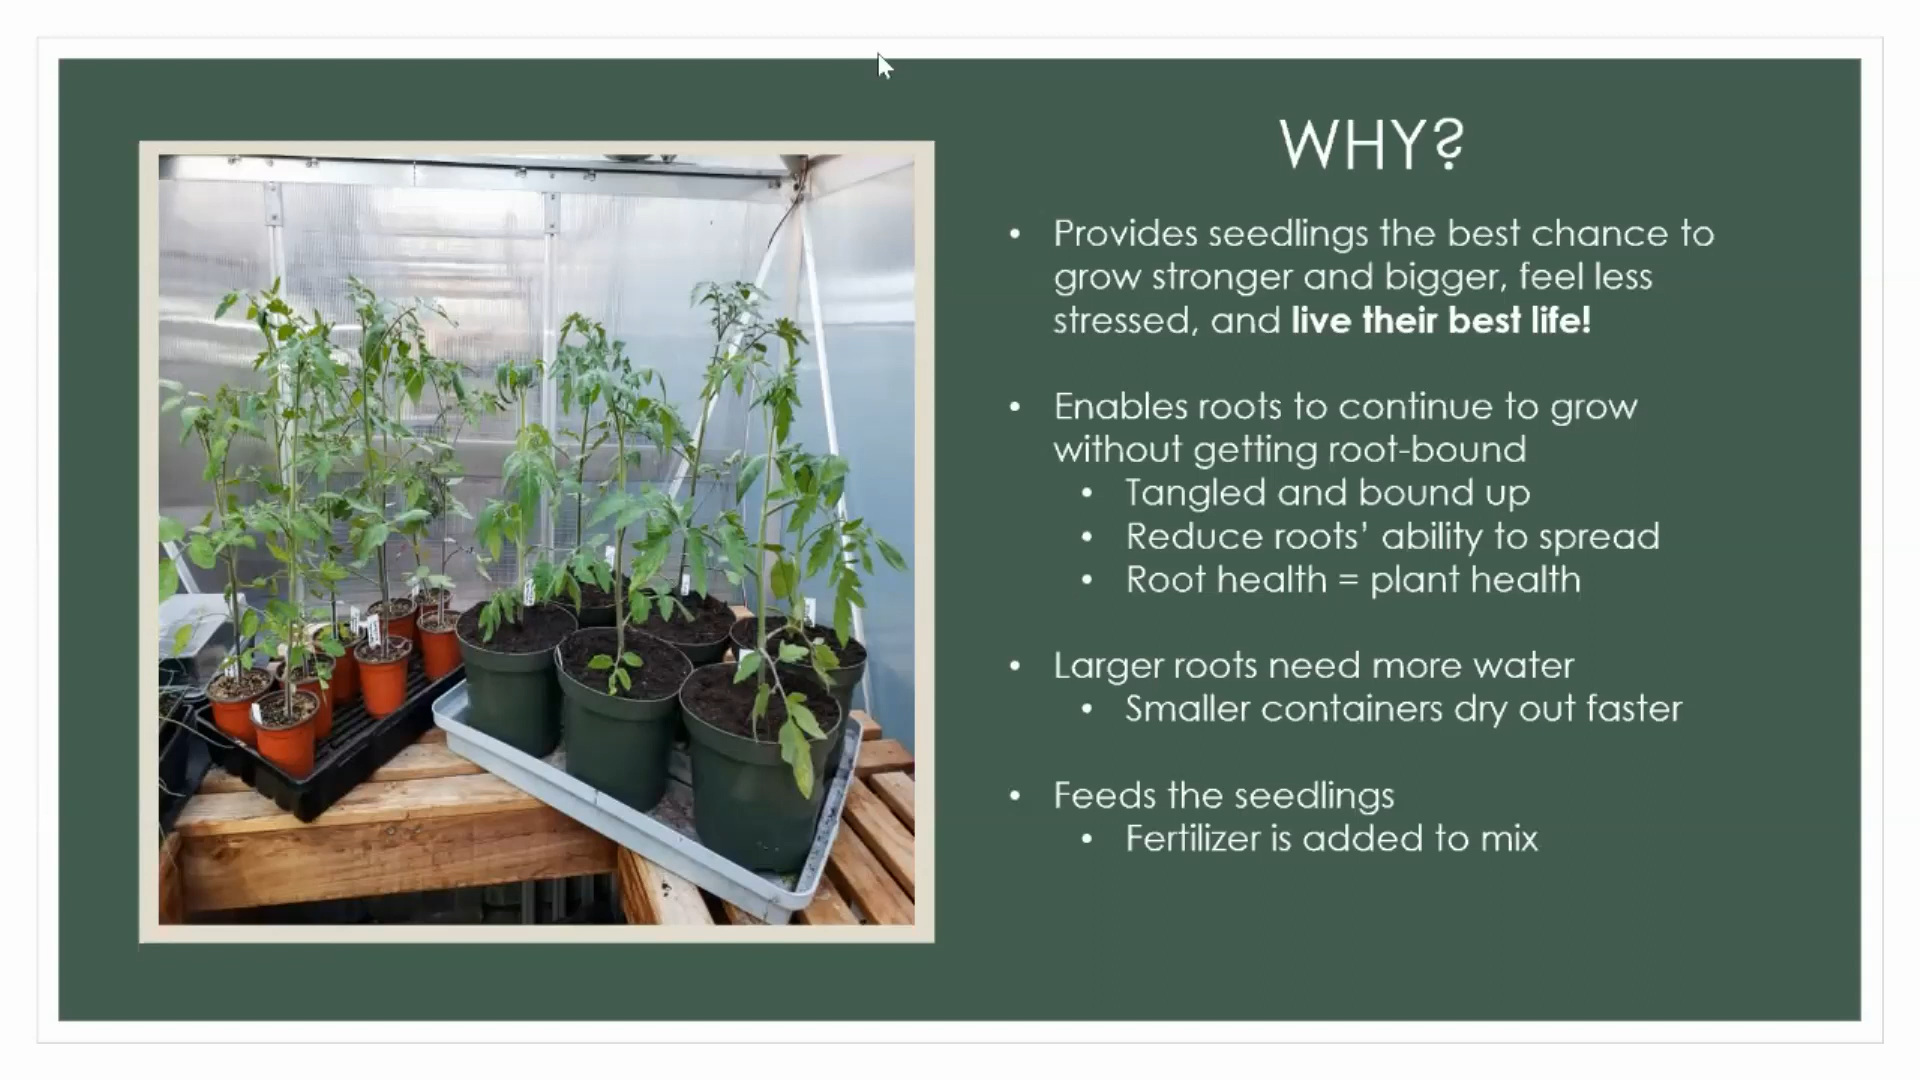 WHY?
• Provides seedlings the best chance to
grow stronger and bigger, feel less
stressed, and live their best life!
• Enables roots to continue to grow
without getting root-bound
• Tangled and bound up
• Reduce roots’ ability to spread
• Root health = plant health
• Larger roots need more water
• Smaller containers dry out faster
• Feeds the seedlings
• Fertilizer is added to mix